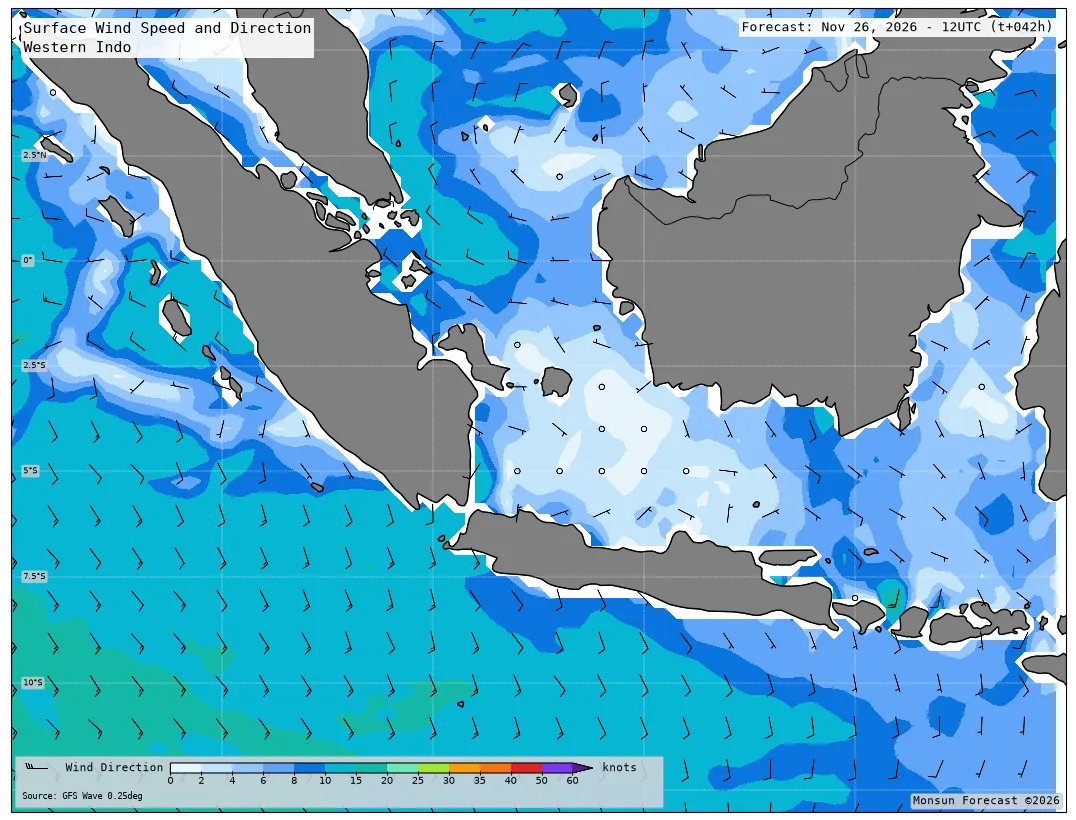 Surface Wind Speed and Direction
Western Indo
Forecast: Nov 26, 2026 - 12UTC (t+042h)
2.5°N
0°
2.5°S
5°S
7.5°S
10°S
Wind Direction
0 2 4 6 8 10 15 20 25 30 35 40 50 60
knots
Source: GFS Wave 0.25deg
Monsun Forecast ©2026